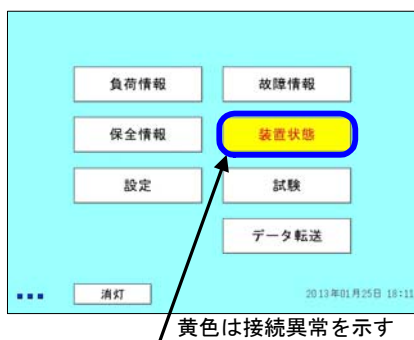 負荷情報 故障情報
保全情報 装置状態
設定 試験
データ転送
消灯 2013年01月25日 18:11
黄色は接続異常を示す